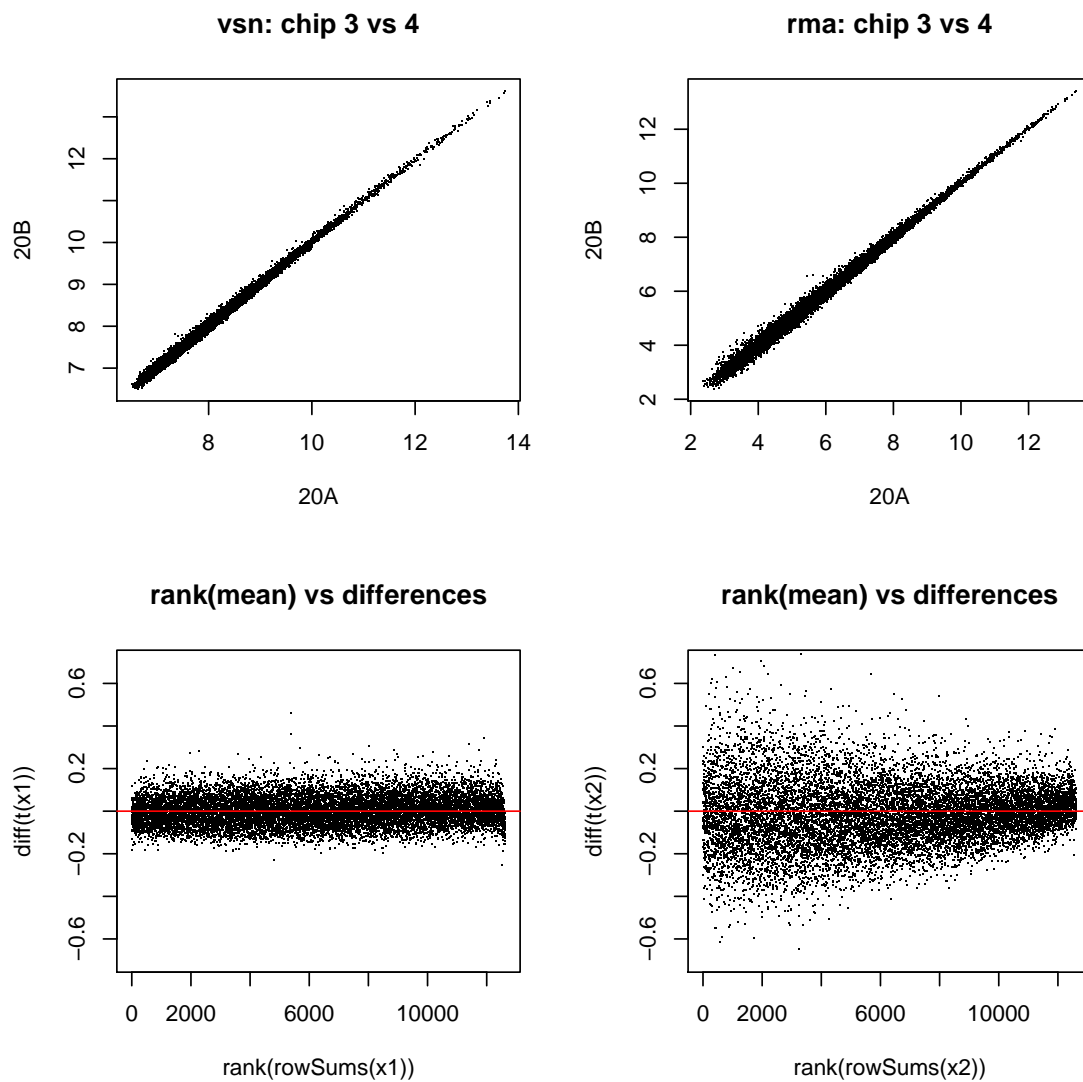 vsn: chip 3 vs 4
20B
7 8 9 10 12
8 10 12 14
20A
rma: chip 3 vs 4
20B
2 4 6 8 12
2 4 6 8 10 12
20A
rank(mean) vs differences
diff(t(x1))
−0.6 −0.2 0.2 0.6
0 2000 6000 10000
rank(rowSums(x1))
rank(mean) vs differences
diff(t(x2))
−0.6 −0.2 0.2 0.6
0 2000 6000 10000
rank(rowSums(x2))